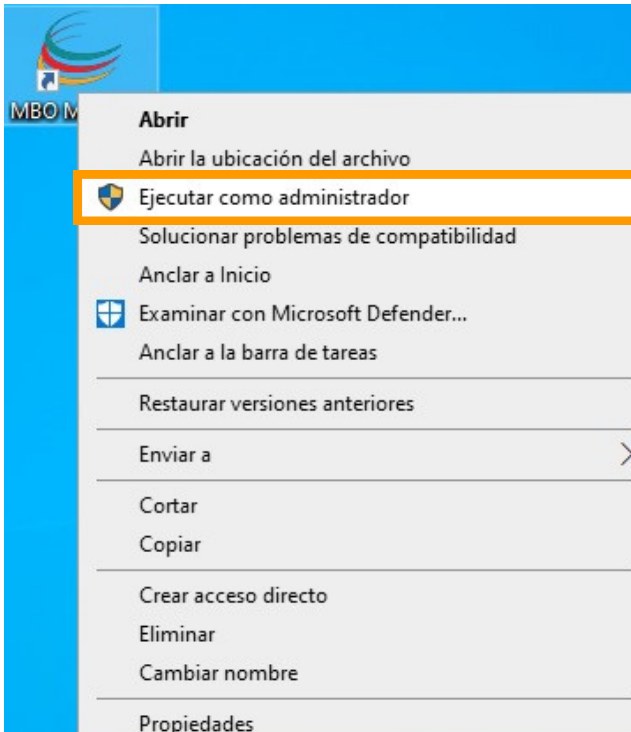 MBO M
Abrir
Abrir la ubicación del archivo
Ejecutar como administrador
Solucionar problemas de compatibilidad
Anclar a Inicio
Examinar con Microsoft Defender...
Anclar a la barra de tareas
Restaurar versiones anteriores
Enviar a
Cortar
Copiar
Crear acceso directo
Eliminar
Cambiar nombre
Propiedades